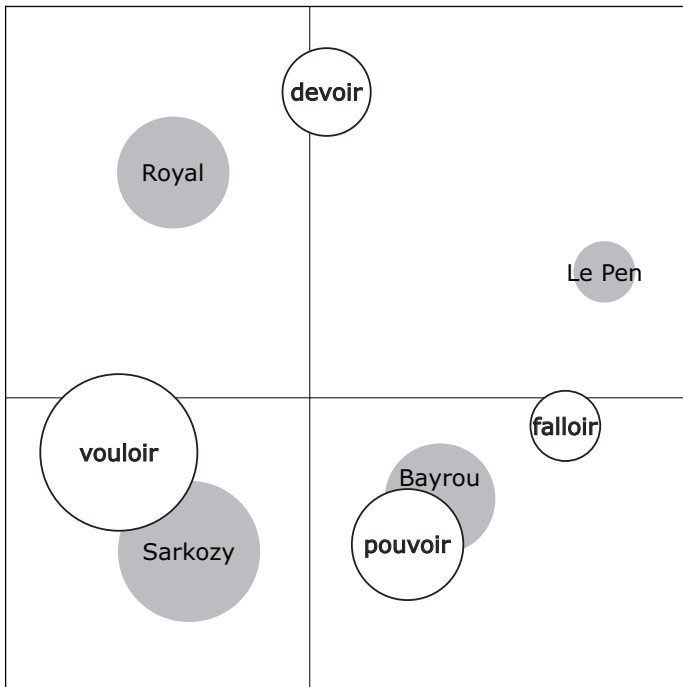 devoir
Royal
Le Pen
falloir
vouloir
Bayrou
pouvoir
Sarkozy